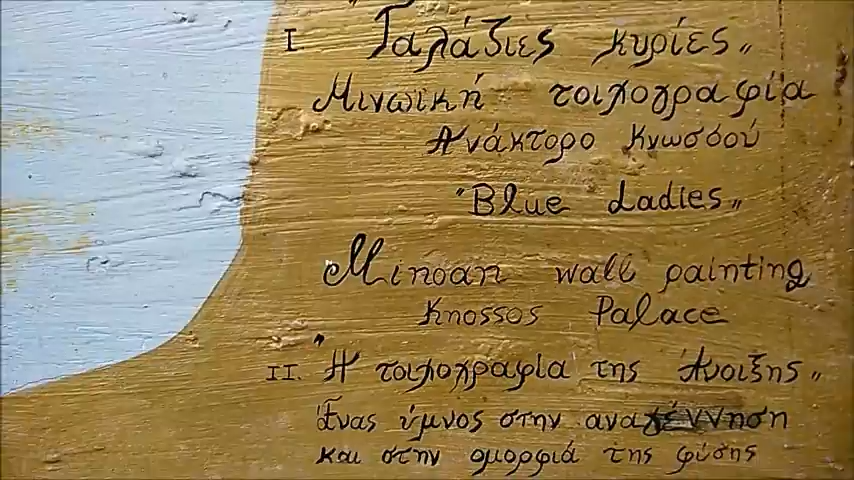 I "Γαλάζιες κυρίες„
Μινωική τοιχογραφία
Ανάκτορο Κνωσσού
"Blue Ladies„
Minoan wall painting
Knossos Palace
II. "Η τοιχογραφία της Άνοιξης„
Ένας ύμνος στην αναγέννηση
και στην ομορφιά της φύσης